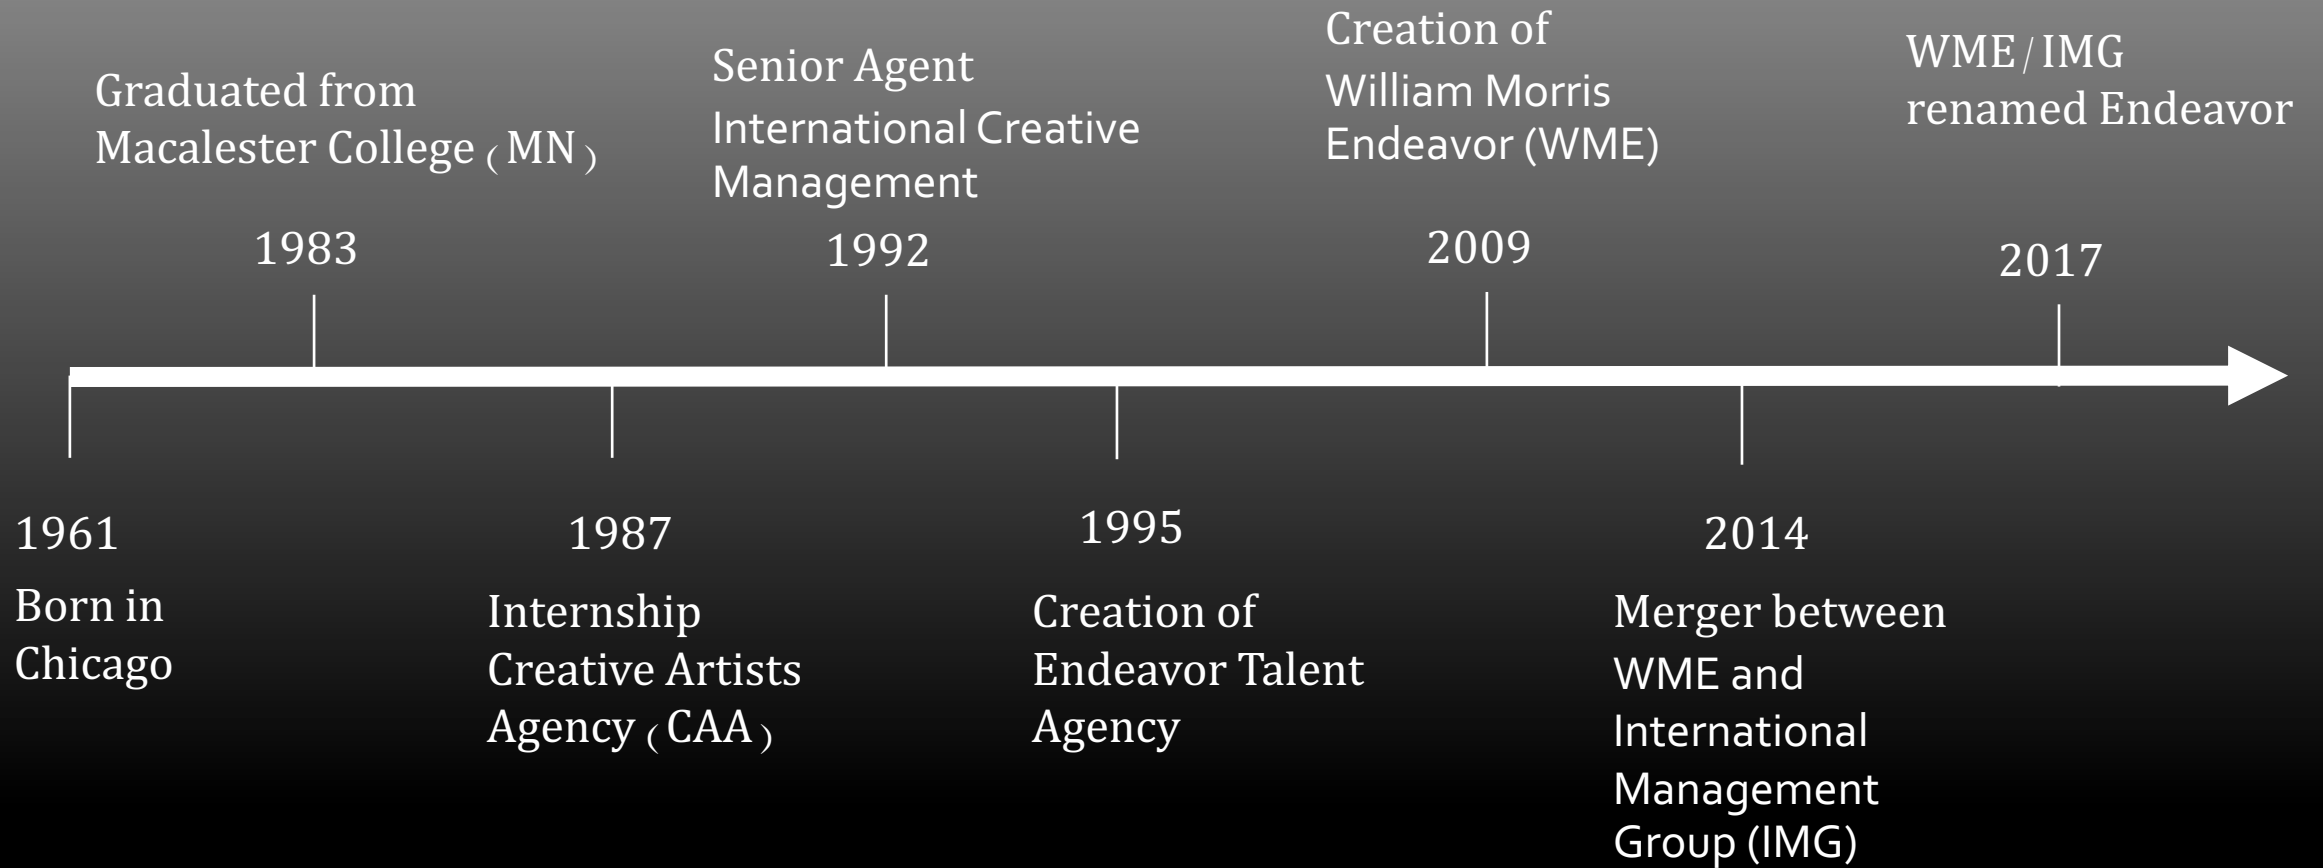 Graduated from
Macalester College (MN)
1983
Senior Agent
International Creative
Management
1992
Creation of
William Morris
Endeavor (WME)
2009
WME/IMG
renamed Endeavor
2017
1961
Born in
Chicago
1987
Internship
Creative Artists
Agency (CAA)
1995
Creation of
Endeavor Talent
Agency
2014
Merger between
WME and
International
Management
Group (IMG)